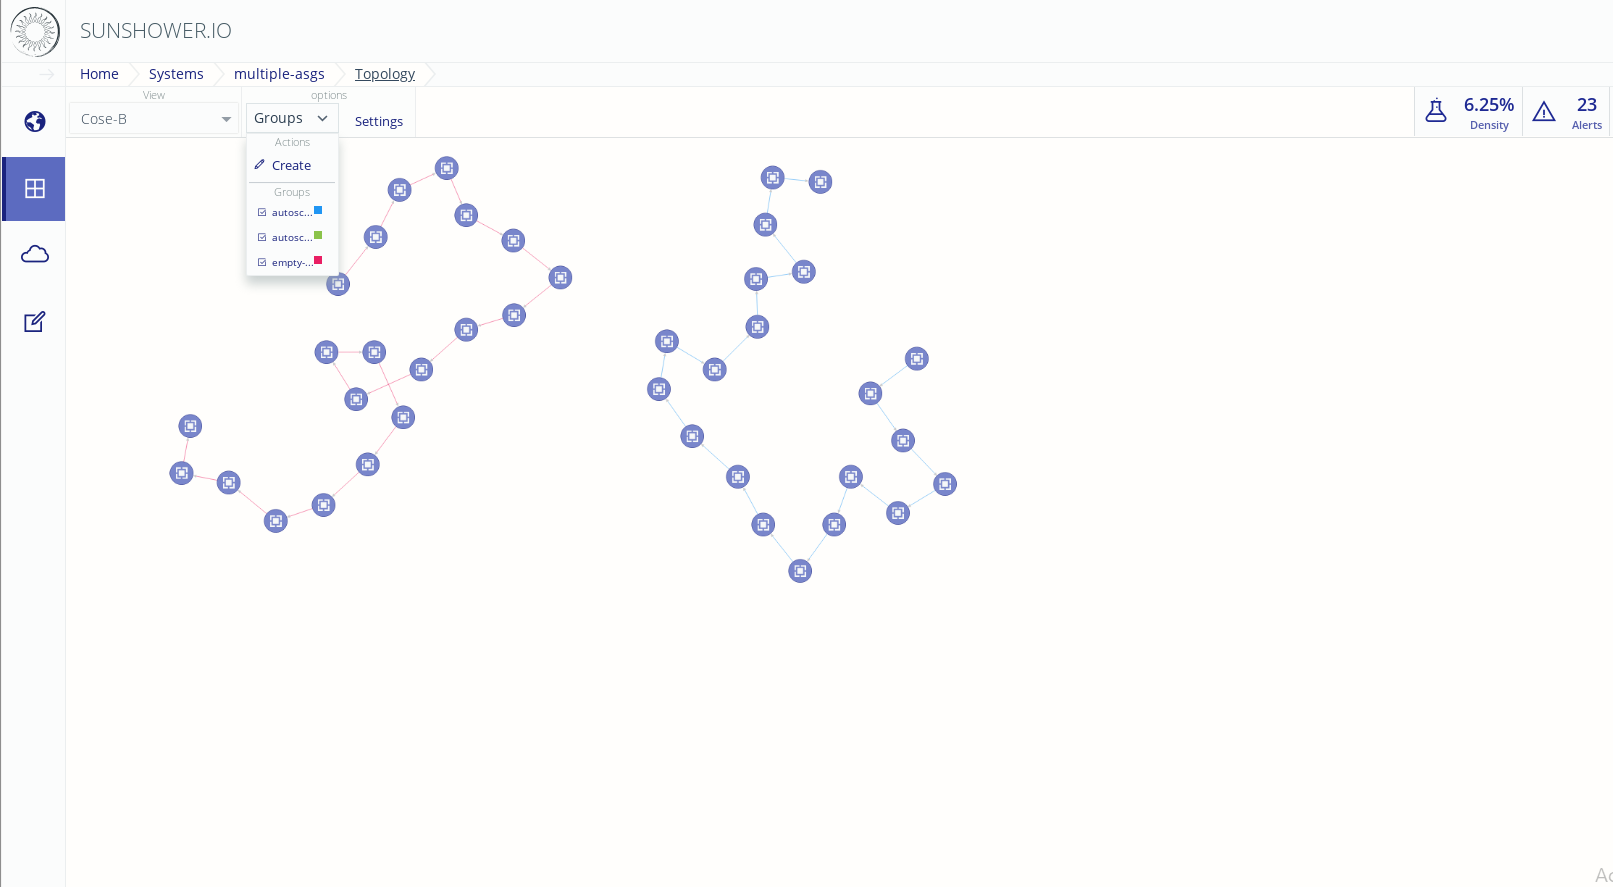 SUNSHOWER.IO
Home Systems multiple-asgs Topology
View options
Cose-B Groups Settings
6.25% Density
23 Alerts
Actions
Create
Groups
autosc...
autosc...
empty-...